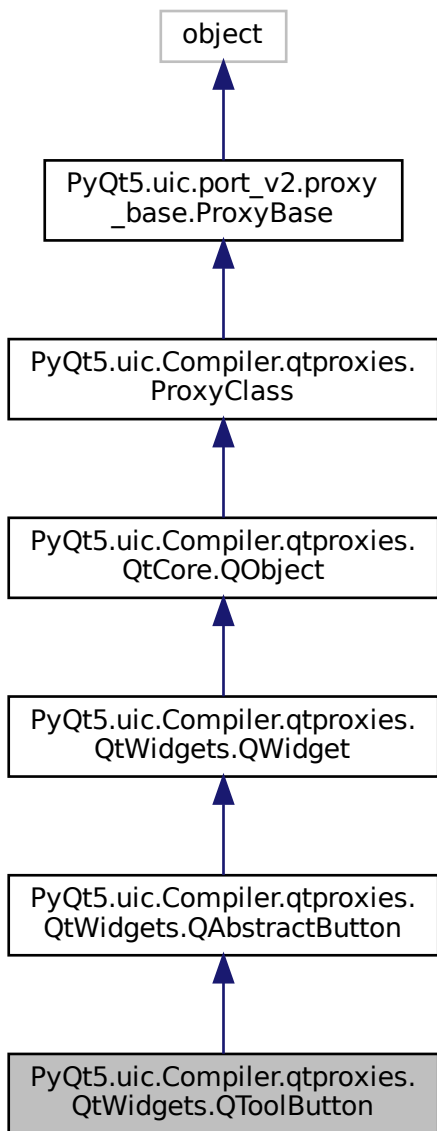 object
PyQt5.uic.port_v2.proxy
_base.ProxyBase
PyQt5.uic.Compiler.qtproxies.
ProxyClass
PyQt5.uic.Compiler.qtproxies.
QtCore.QObject
PyQt5.uic.Compiler.qtproxies.
QtWidgets.QWidget
PyQt5.uic.Compiler.qtproxies.
QtWidgets.QAbstractButton
PyQt5.uic.Compiler.qtproxies.
QtWidgets.QToolButton